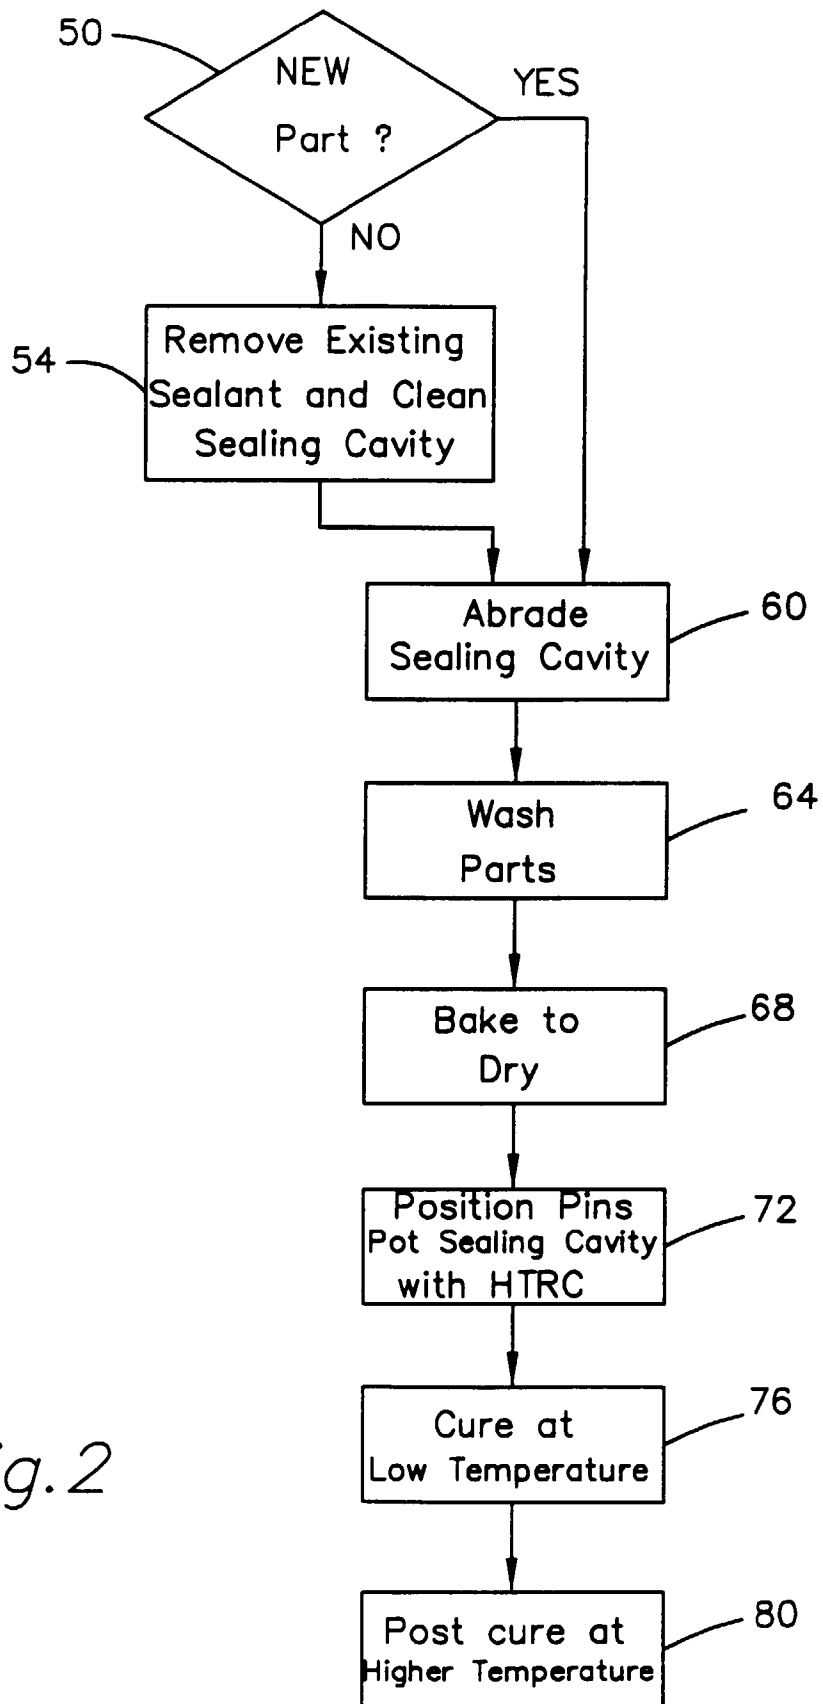 50
NEW
Part ?
YES
NO
54
Remove Existing
Sealant and Clean
Sealing Cavity
Abrade
Sealing Cavity
60
Wash
Parts
64
Bake to
Dry
68
Position Pins
Pot Sealing Cavity
with HTRC
72
Cure at
Low Temperature
76
g.2
Post cure at
Higher Temperature
80